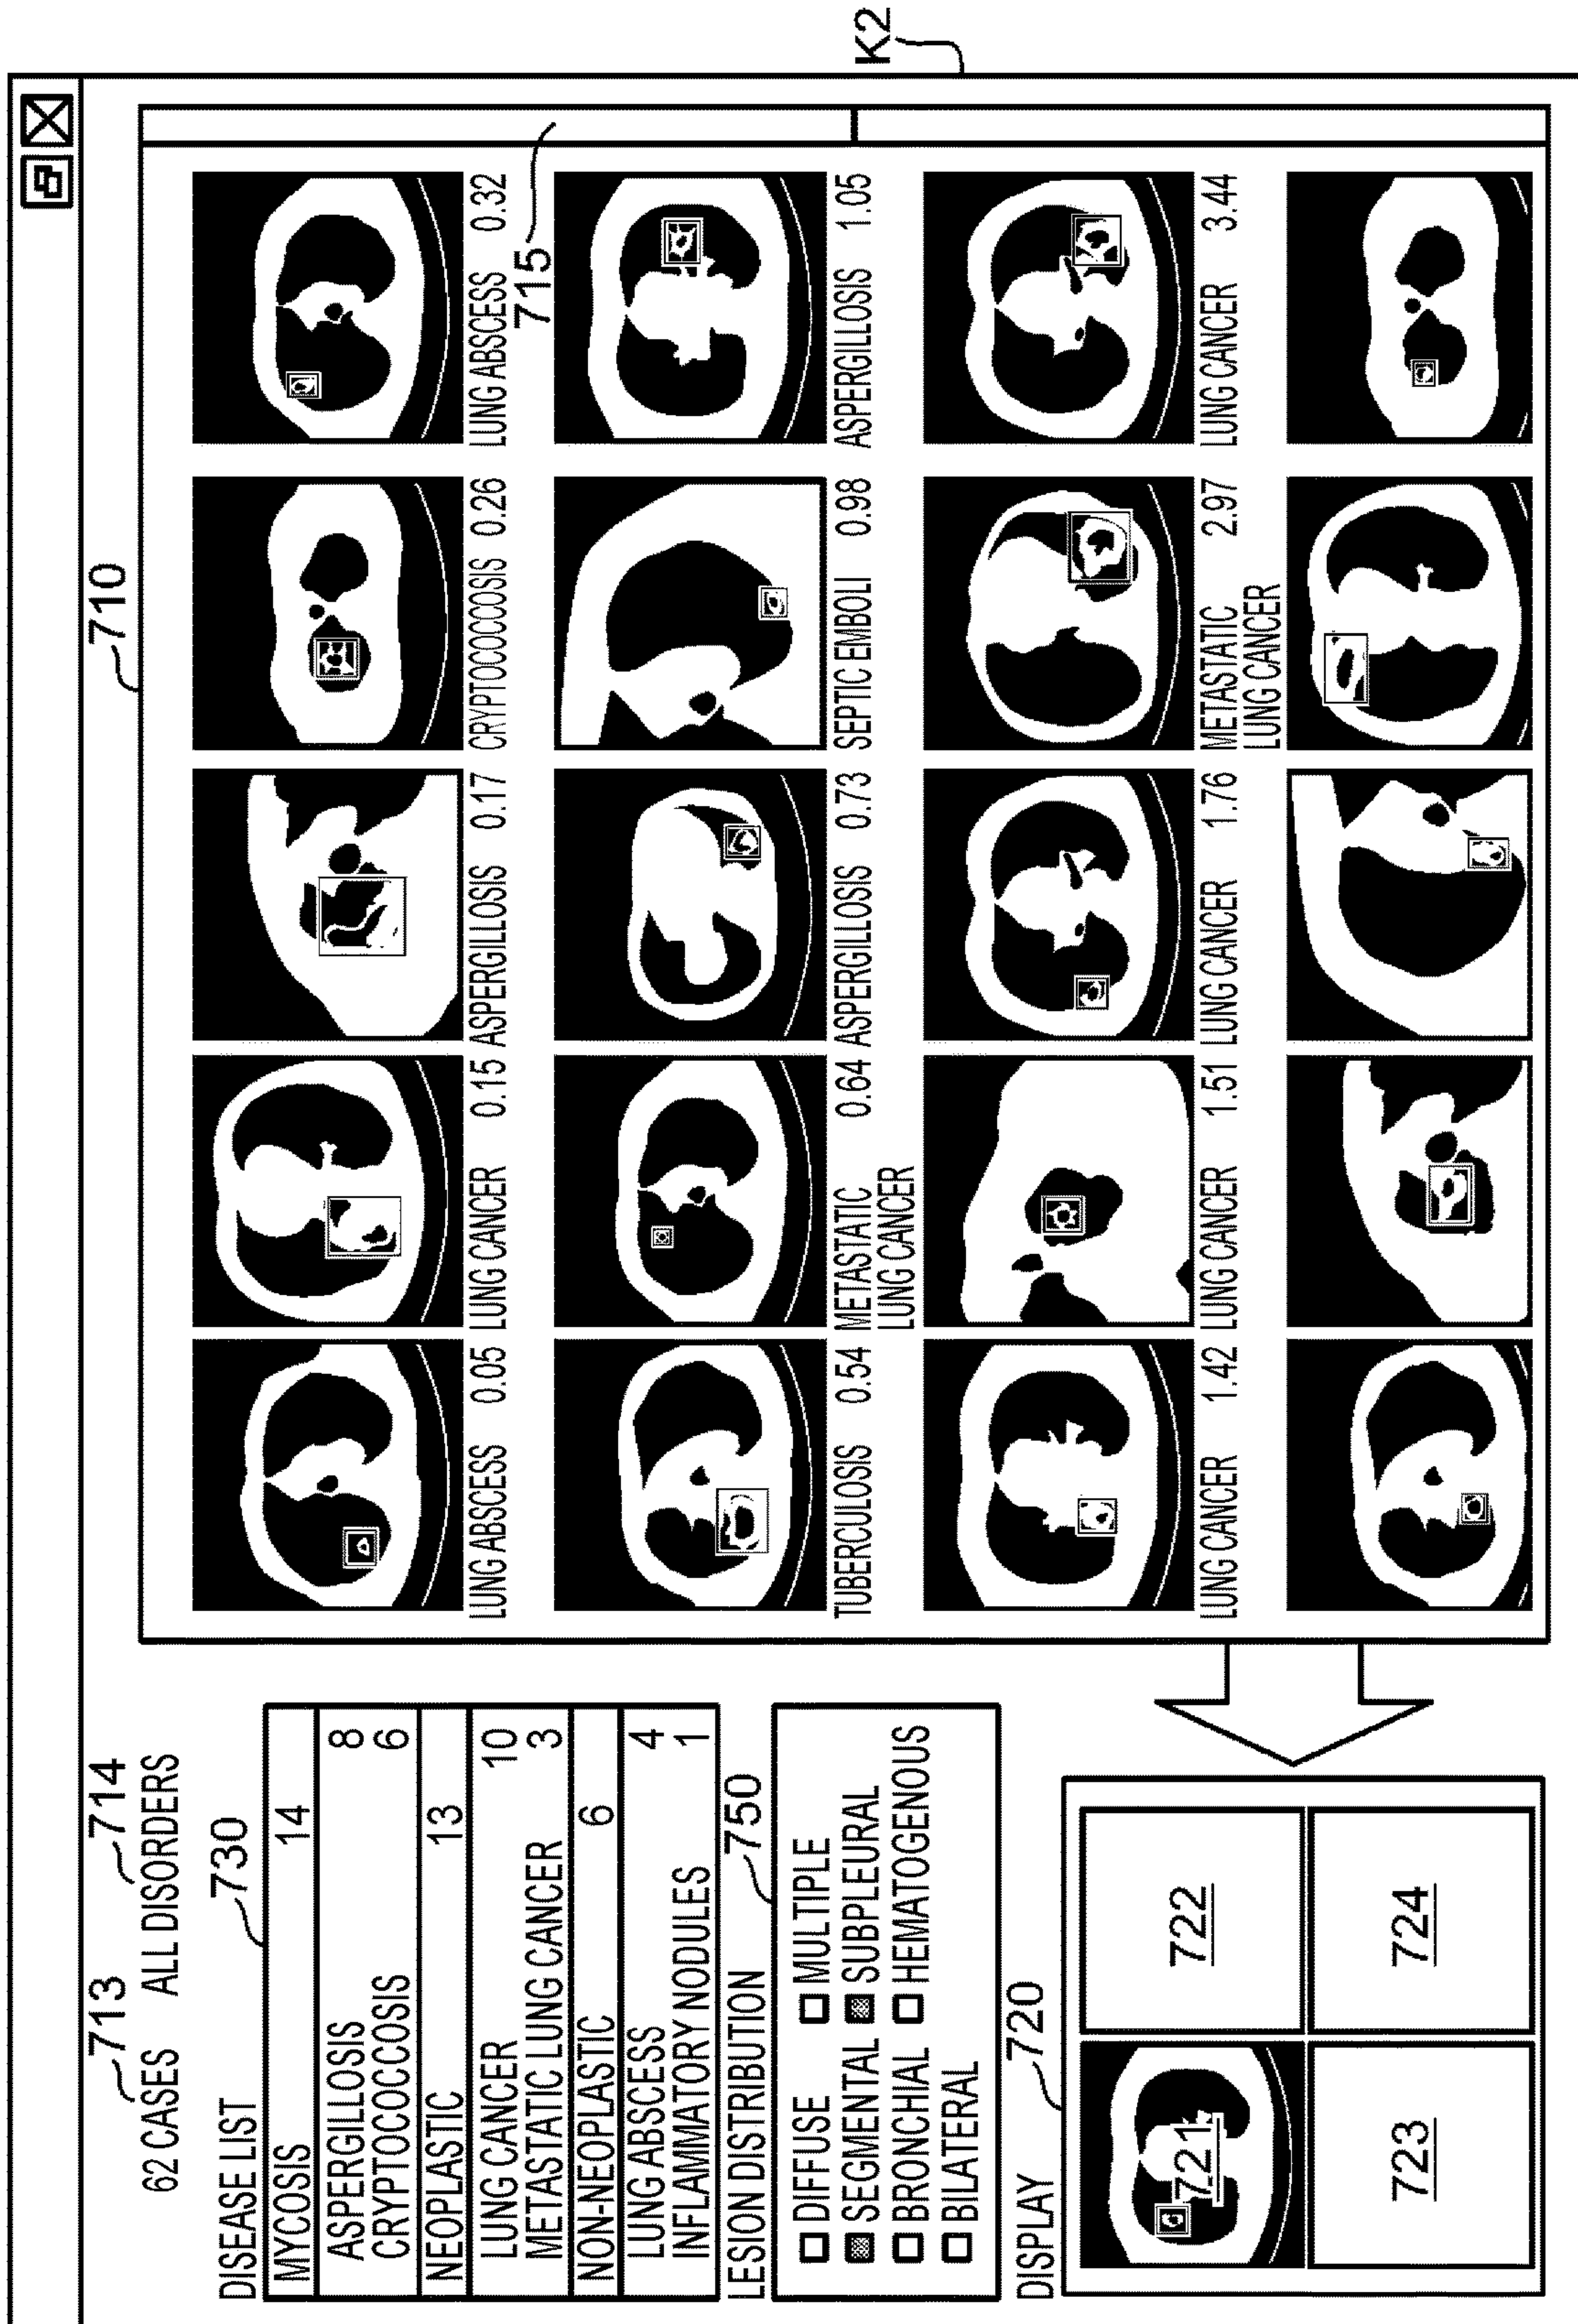 K2
713
714
62 CASES ALL DISORDERS
DISEASE LIST
730
MYCOSIS 14
ASPERGILLOSIS 8
CRYPTOCOCCOSIS 6
NEOPLASTIC 13
LUNG CANCER 10
METASTATIC LUNG CANCER 3
NON-NEOPLASTIC 6
LUNG ABSCESS 4
INFLAMMATORY NODULES 1
LESION DISTRIBUTION
750
DIFFUSE MULTIPLE
SEGMENTAL SUBPLEURAL
BRONCHIAL HEMATOGENOUS
BILATERAL
DISPLAY
720
721
722
723
724
710
LUNG ABSCESS 0.05
LUNG CANCER 0.15
ASPERGILLOSIS 0.17
CRYPTOCOCCOSIS 0.26
LUNG ABSCESS 0.32
715
TUBERCULOSIS 0.54
METASTATIC 0.64
LUNG CANCER
ASPERGILLOSIS 0.73
SEPTIC EMBOLI 0.98
ASPERGILLOSIS 1.05
LUNG CANCER 1.42
LUNG CANCER 1.51
LUNG CANCER 1.76
METASTATIC 2.97
LUNG CANCER
LUNG CANCER 3.44